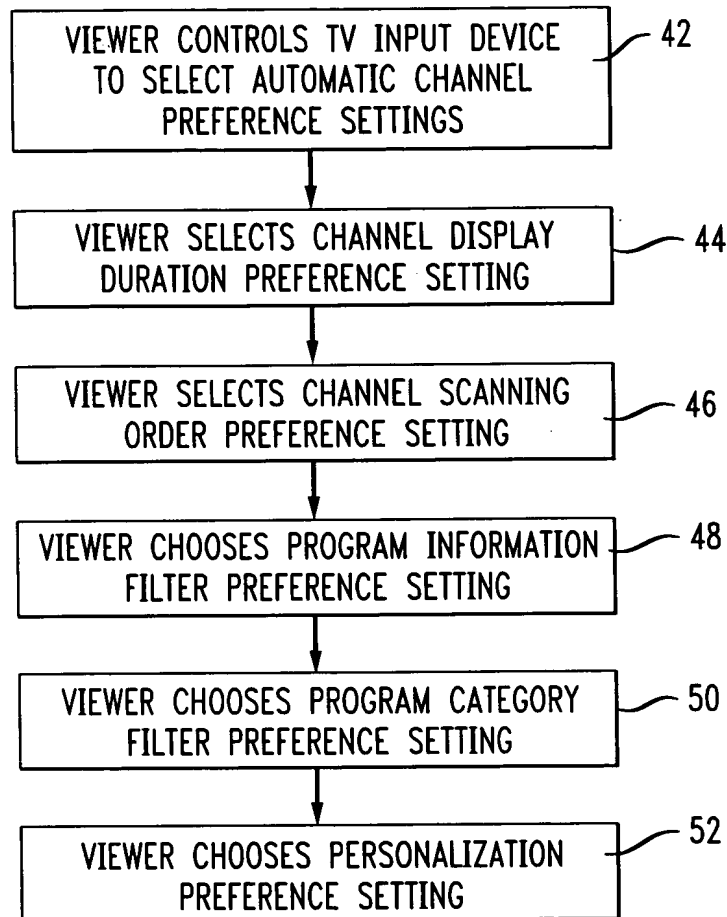 VIEWER CONTROLS TV INPUT DEVICE
TO SELECT AUTOMATIC CHANNEL
PREFERENCE SETTINGS
42
VIEWER SELECTS CHANNEL DISPLAY
DURATION PREFERENCE SETTING
44
VIEWER SELECTS CHANNEL SCANNING
ORDER PREFERENCE SETTING
46
VIEWER CHOOSES PROGRAM INFORMATION
FILTER PREFERENCE SETTING
48
VIEWER CHOOSES PROGRAM CATEGORY
FILTER PREFERENCE SETTING
50
VIEWER CHOOSES PERSONALIZATION
PREFERENCE SETTING
52